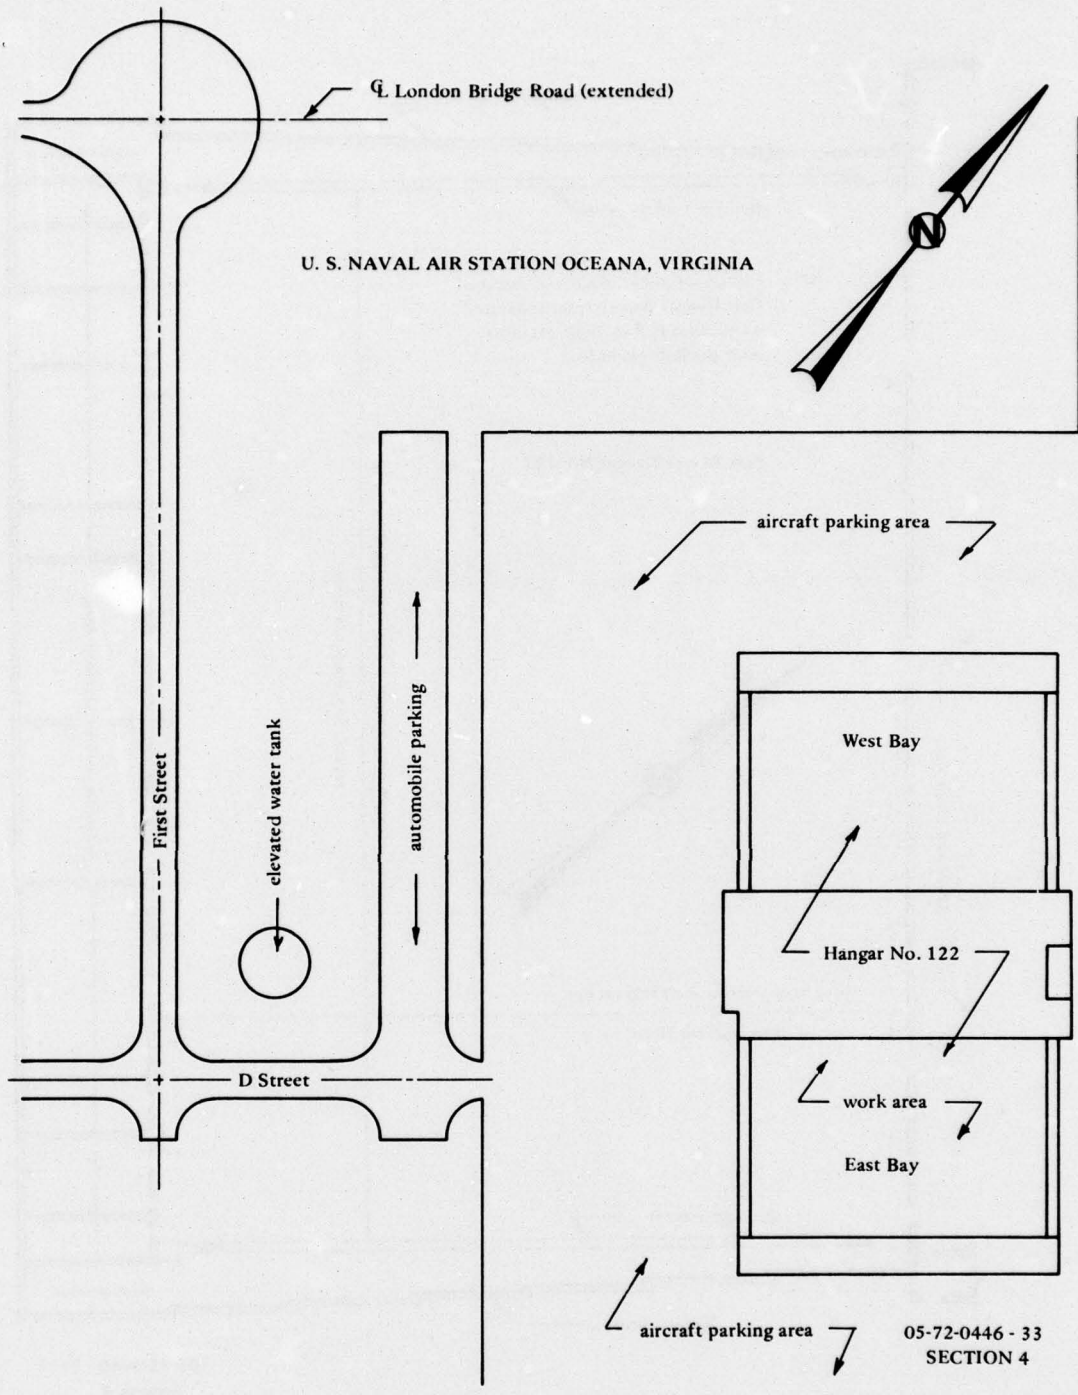 ℄ London Bridge Road (extended)
N
U. S. NAVAL AIR STATION OCEANA, VIRGINIA
aircraft parking area
West Bay
First Street
elevated water tank
automobile parking
Hangar No. 122
D Street
work area
East Bay
aircraft parking area
05-72-0446 - 33
SECTION 4